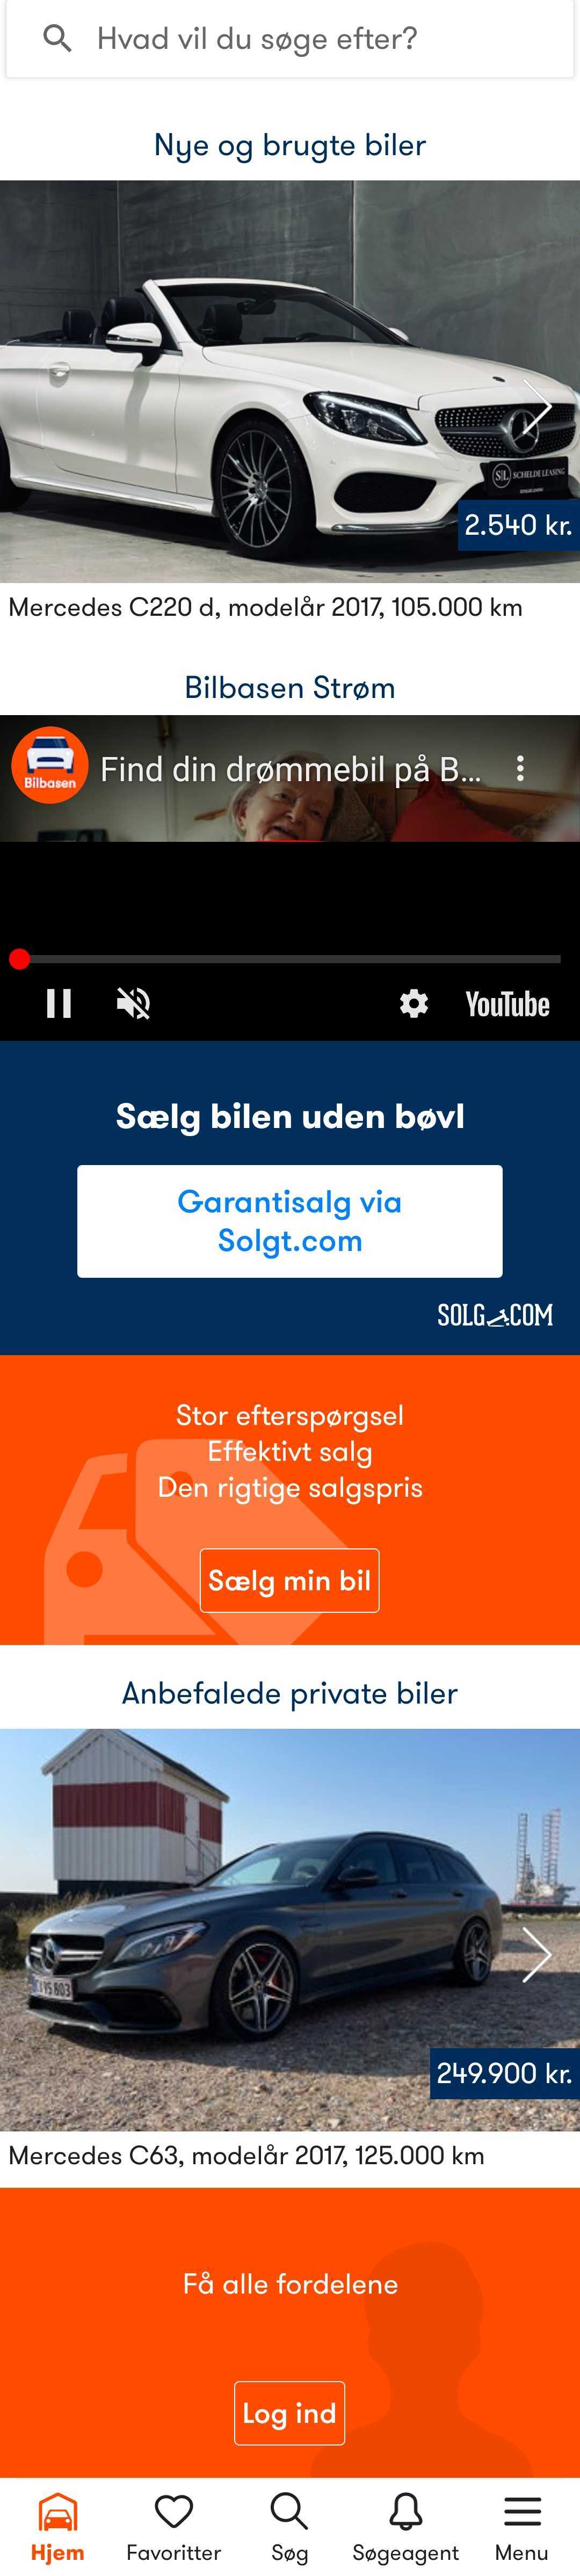 Hvad vil du søge efter?
Nye og brugte biler
S|L SCHELDE LEASING
2.540 kr.
Mercedes C220 d, modelår 2017, 105.000 km
Bilbasen Strøm
Bilbasen
Find din drømmebil på B...
YouTube
Sælg bilen uden bøvl
Garantisalg via
Solgt.com
SOLG COM
Stor efterspørgsel
Effektivt salg
Den rigtige salgspris
Sælg min bil
Anbefalede private biler
249.900 kr.
Mercedes C63, modelår 2017, 125.000 km
Få alle fordelene
Log ind
Hjem
Favoritter
Søg
Søgeagent
Menu